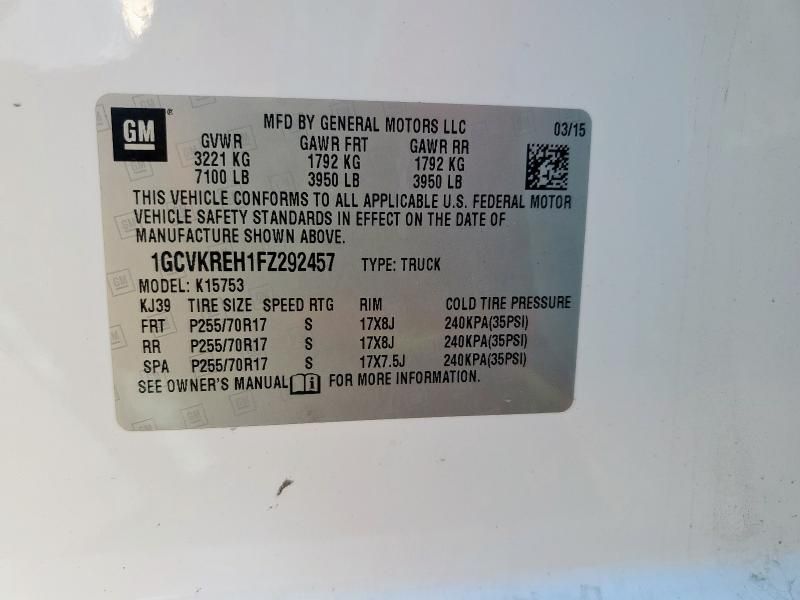 GM
MFD BY GENERAL MOTORS LLC 03/15
GVWR GAWR FRT GAWR RR
3221 KG 1792 KG 1792 KG
7100 LB 3950 LB 3950 LB
THIS VEHICLE CONFORMS TO ALL APPLICABLE U.S. FEDERAL MOTOR
VEHICLE SAFETY STANDARDS IN EFFECT ON THE DATE OF
MANUFACTURE SHOWN ABOVE.
1GCVKREH1FZ292457 TYPE: TRUCK
MODEL: K15753
KJ39 TIRE SIZE SPEED RTG RIM COLD TIRE PRESSURE
FRT P255/70R17 S 17X8J 240KPA(35PSI)
RR P255/70R17 S 17X8J 240KPA(35PSI)
SPA P255/70R17 S 17X7.5J 240KPA(35PSI)
SEE OWNER'S MANUAL FOR MORE INFORMATION.